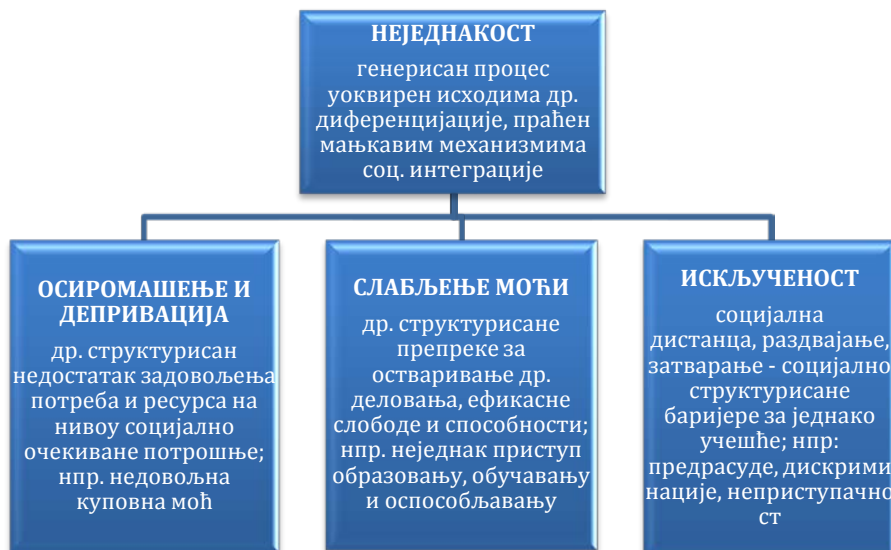 НЕЈЕДНАКОСТ
генерисан процес
уоквирен исходима др.
диференцијације, праћен
мањкавим механизмима
соц. интеграције
ОСИРОМАШЕЊЕ И
ДЕПРИВАЦИЈА
др. структурисан
недостатак задовољења
потреба и ресурса на
нивоу социјално
очекиване потрошње;
нпр. недовољна
куповна моћ
СЛАБЉЕЊЕ МОЋИ
др. структурисане
препреке за
остваривање др.
деловања, ефикасне
слободе и способности;
нпр. неједнак приступ
образовању, обучавању
и оспособљавању
ИСКЉУЧЕНОСТ
социјална
дистанца, раздвајање,
затварање - социјално
структурисане
баријере за једнако
учешће; нпр:
предрасуде, дискрими
нације, неприступачно
ст